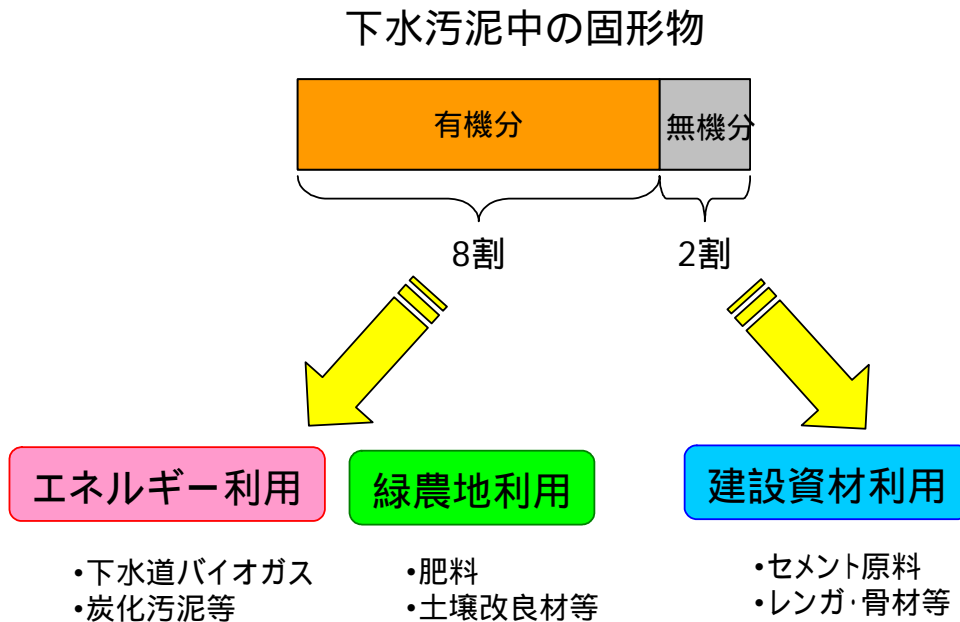 下水汚泥中の固形物
有機分
無機分
8割
2割
エネルギー利用
緑農地利用
建設資材利用
・下水道バイオガス
・炭化汚泥等
・肥料
・土壌改良材等
・セメント原料
・レンガ・骨材等